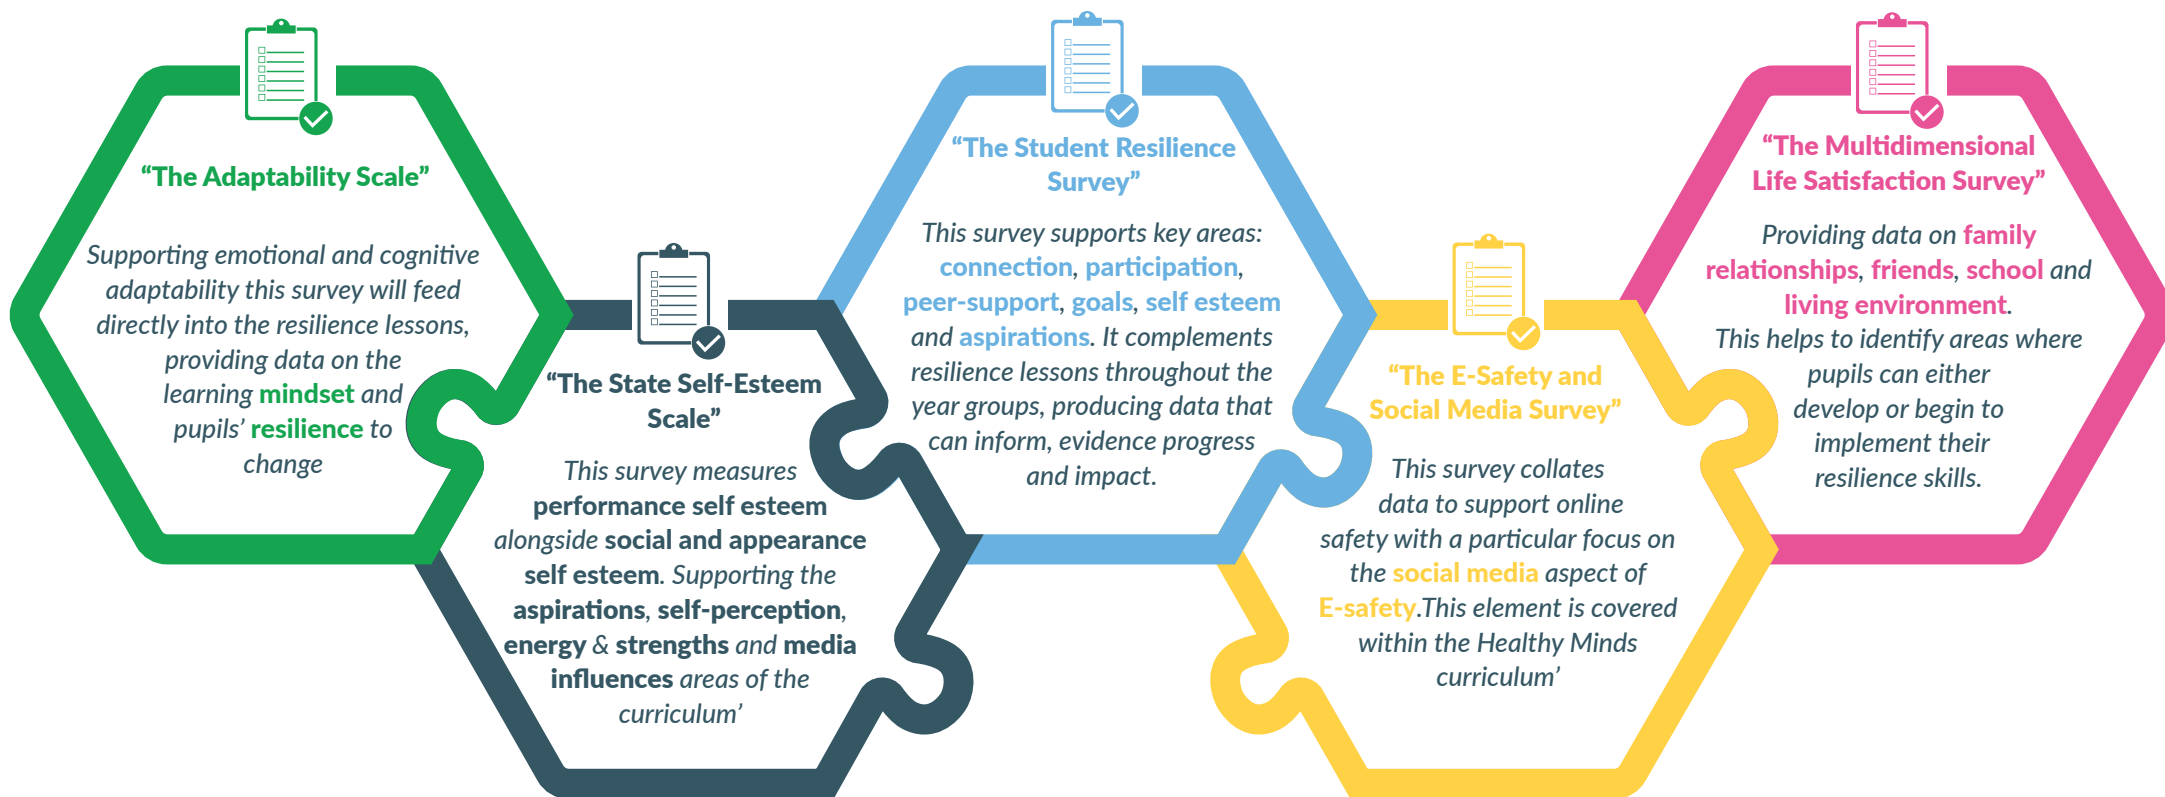 “The Adaptability Scale”
Supporting emotional and cognitive
adaptability this survey will feed
directly into the resilience lessons,
providing data on the
learning mindset and
pupils’ resilience to
change
“The State Self-Esteem
Scale”
This survey measures
performance self esteem
alongside social and appearance
self esteem. Supporting the
aspirations, self-perception,
energy & strengths and media
influences areas of the
curriculum’
“The Student Resilience
Survey”
This survey supports key areas:
connection, participation,
peer-support, goals, self esteem
and aspirations. It complements
resilience lessons throughout the
year groups, producing data that
can inform, evidence progress
and impact.
“The E-Safety and
Social Media Survey”
This survey collates
data to support online
safety with a particular focus on
the social media aspect of
E-safety.This element is covered
within the Healthy Minds
curriculum’
“The Multidimensional
Life Satisfaction Survey”
Providing data on family
relationships, friends, school and
living environment.
This helps to identify areas where
pupils can either
develop or begin to
implement their
resilience skills.